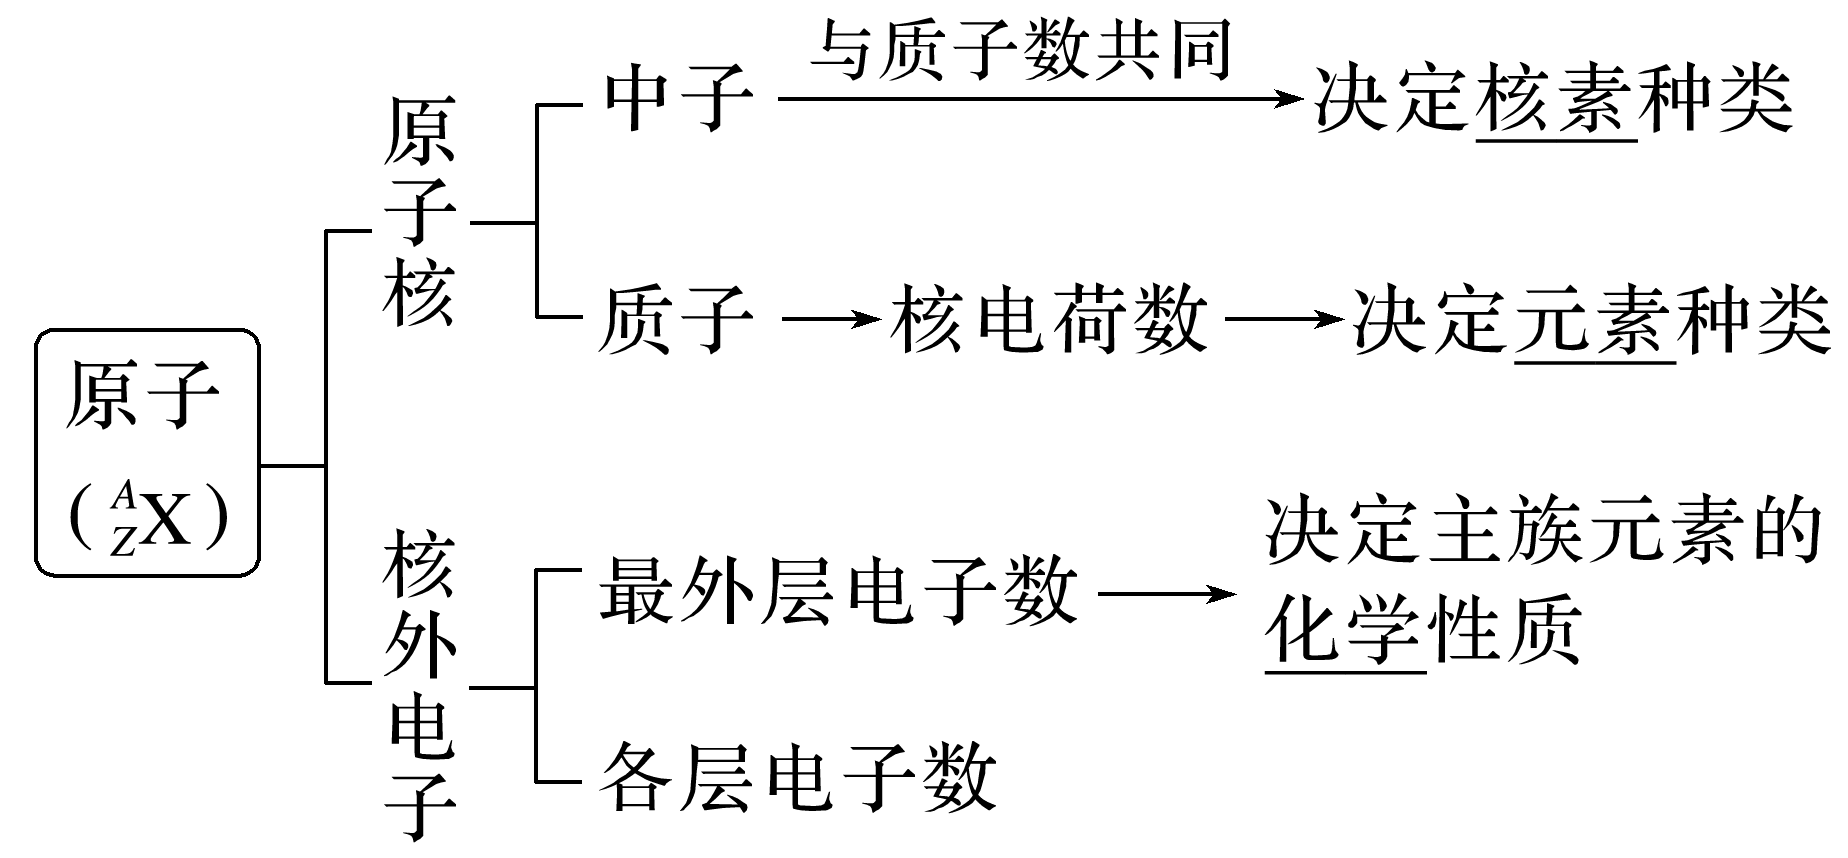 与质子数共同
中子
决定核素种类
原子核
质子
核电荷数
决定元素种类
原子
(ᴬ_ZX)
核外电子
最外层电子数
决定主族元素的
化学性质
各层电子数